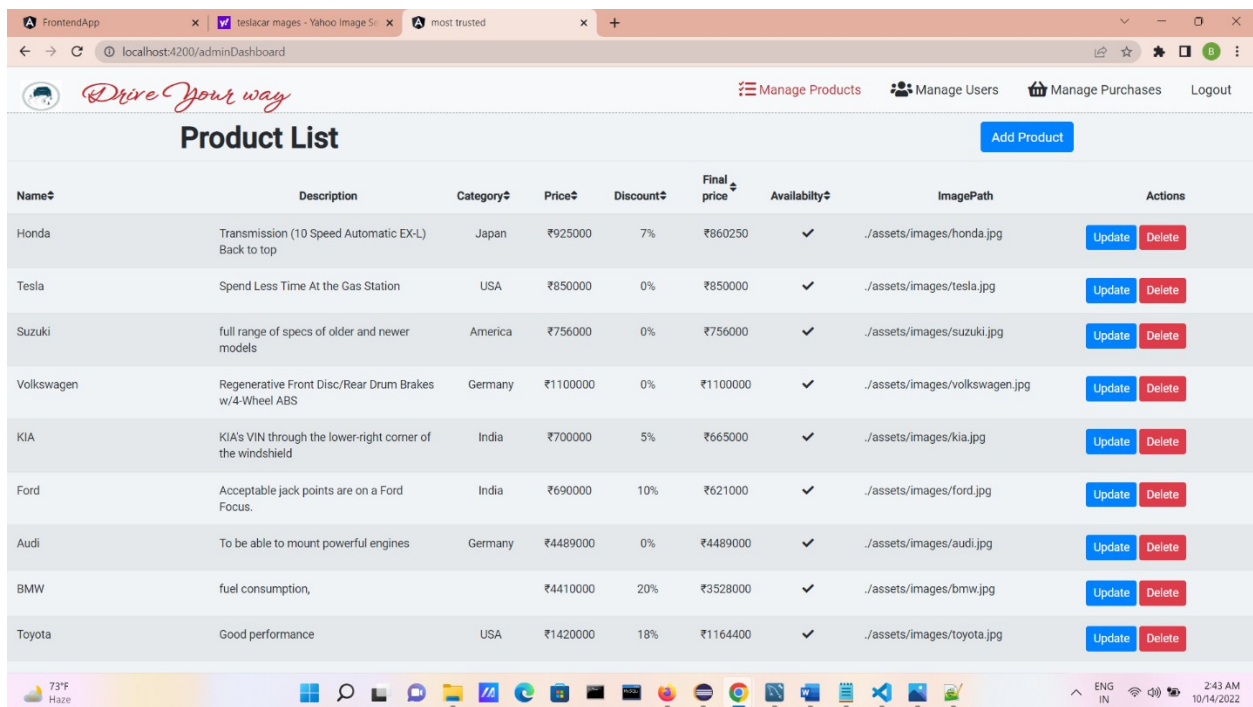 FrontendApp
teslacar mages - Yahoo Image Se
most trusted
localhost:4200/adminDashboard
B
Drive Your way
Manage Products
Manage Users
Manage Purchases
Logout
Product List
Add Product
Name Description Category Price Discount Final price Availabilty ImagePath Actions
Honda Transmission (10 Speed Automatic EX-L) Japan ₹925000 7% ₹860250 ./assets/images/honda.jpg Update Delete
Back to top
Tesla Spend Less Time At the Gas Station USA ₹850000 0% ₹850000 ./assets/images/tesla.jpg Update Delete
Suzuki full range of specs of older and newer America ₹756000 0% ₹756000 ./assets/images/suzuki.jpg Update Delete
models
Volkswagen Regenerative Front Disc/Rear Drum Brakes Germany ₹1100000 0% ₹1100000 ./assets/images/volkswagen.jpg Update Delete
w/4-Wheel ABS
KIA KIA's VIN through the lower-right corner of India ₹700000 5% ₹665000 ./assets/images/kia.jpg Update Delete
the windshield
Ford Acceptable jack points are on a Ford India ₹690000 10% ₹621000 ./assets/images/ford.jpg Update Delete
Focus.
Audi To be able to mount powerful engines Germany ₹4489000 0% ₹4489000 ./assets/images/audi.jpg Update Delete
BMW fuel consumption, ₹4410000 20% ₹3528000 ./assets/images/bmw.jpg Update Delete
Toyota Good performance USA ₹1420000 18% ₹1164400 ./assets/images/toyota.jpg Update Delete
73°F
Haze
ENG
IN
2:43 AM
10/14/2022